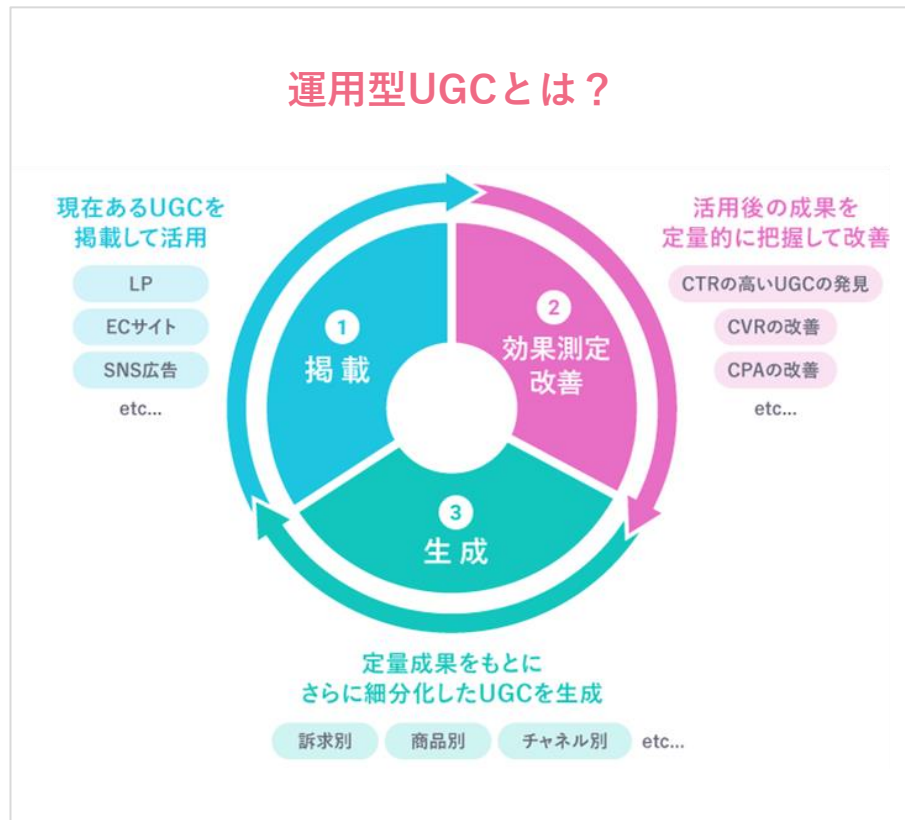 運用型UGCとは？
現在あるUGCを
掲載して活用
LP
ECサイト
SNS広告
etc...
1
掲載
2
効果測定
改善
活用後の成果を
定量的に把握して改善
CTRの高いUGCの発見
CVRの改善
CPAの改善
etc...
3
生成
定量成果をもとに
さらに細分化したUGCを生成
訴求別 商品別 チャネル別 etc...